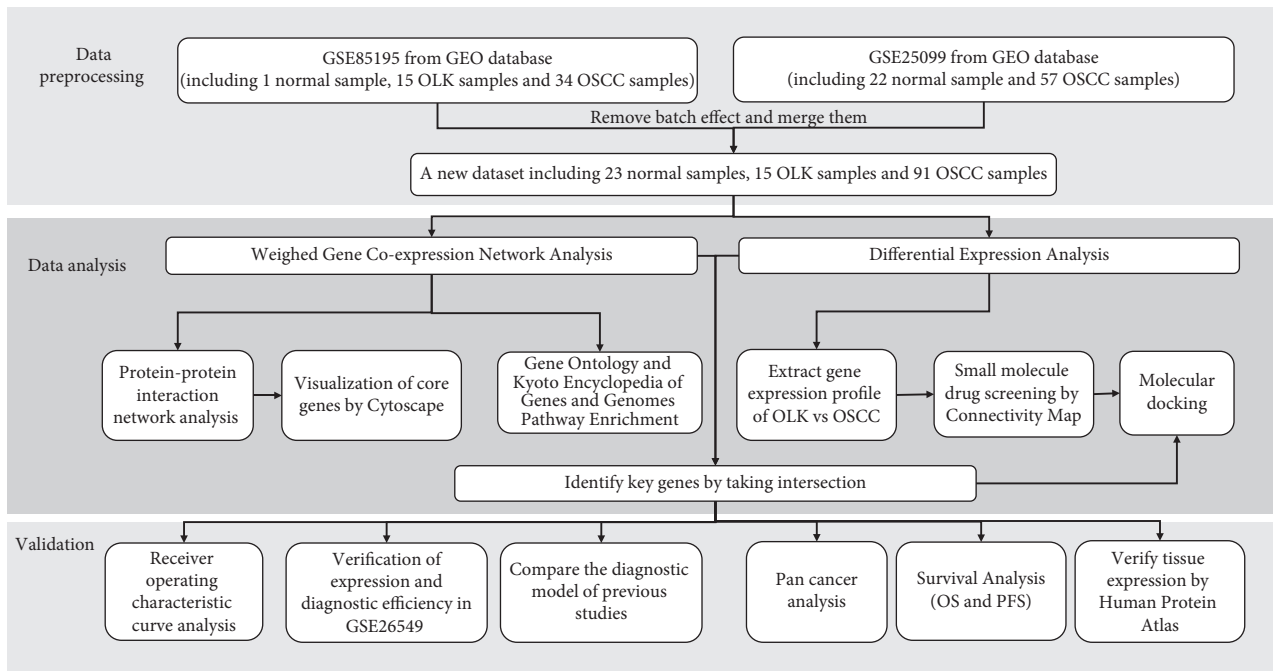 Data
preprocessing
GSE85195 from GEO database
(including 1 normal sample, 15 OLK samples and 34 OSCC samples)
GSE25099 from GEO database
(including 22 normal sample and 57 OSCC samples)
Remove batch effect and merge them
A new dataset including 23 normal samples, 15 OLK samples and 91 OSCC samples
Data analysis
Weighed Gene Co-expression Network Analysis
Differential Expression Analysis
Protein-protein
interaction
network analysis
Visualization of core
genes by Cytoscape
Gene Ontology and
Kyoto Encyclopedia of
Genes and Genomes
Pathway Enrichment
Extract gene
expression profile
of OLK vs OSCC
Small molecule
drug screening by
Connectivity Map
Molecular
docking
Identify key genes by taking intersection
Validation
Receiver
operating
characteristic
curve analysis
Verification of
expression and
diagnostic efficiency in
GSE26549
Compare the diagnostic
model of previous
studies
Pan cancer
analysis
Survival Analysis
(OS and PFS)
Verify tissue
expression by
Human Protein
Atlas